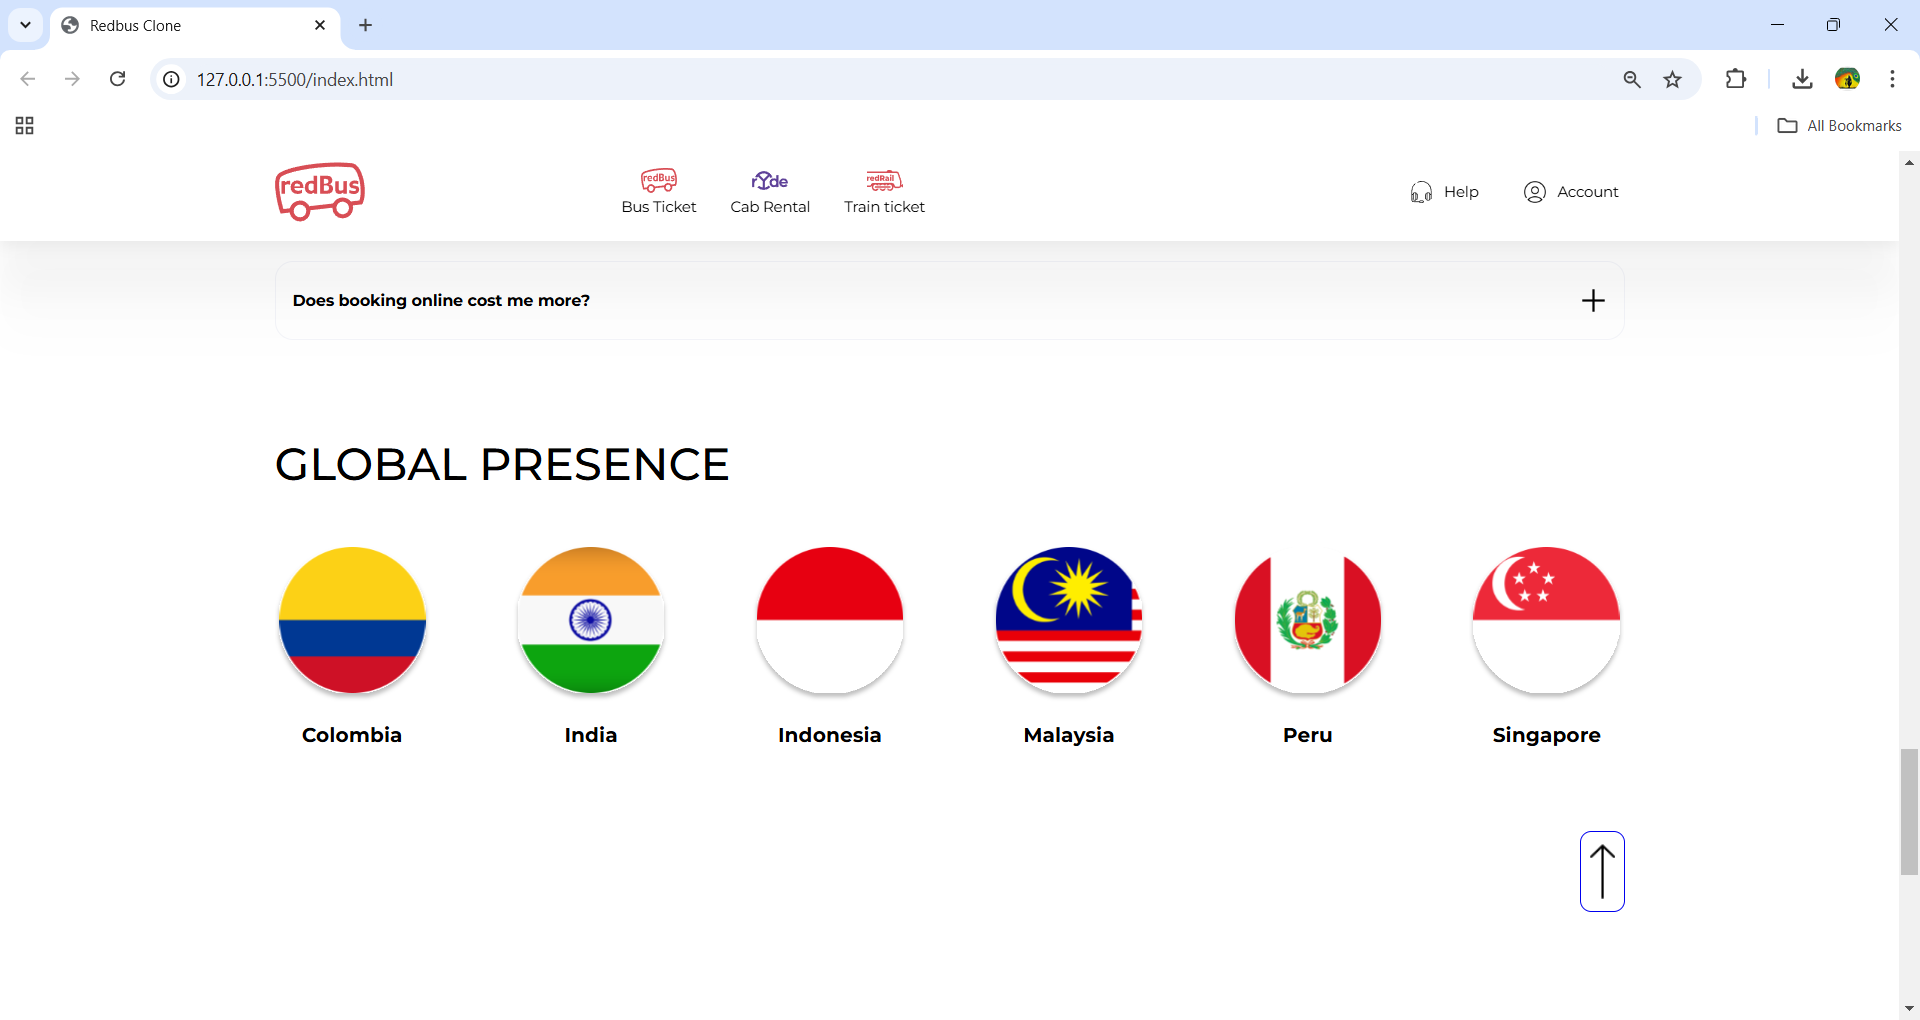 Redbus Clone
127.0.0.1:5500/index.html
All Bookmarks
redBus
redBus
Bus Ticket
rYde
Cab Rental
redRail
Train ticket
Help
Account
Does booking online cost me more?
GLOBAL PRESENCE
Colombia
India
Indonesia
Malaysia
Peru
Singapore